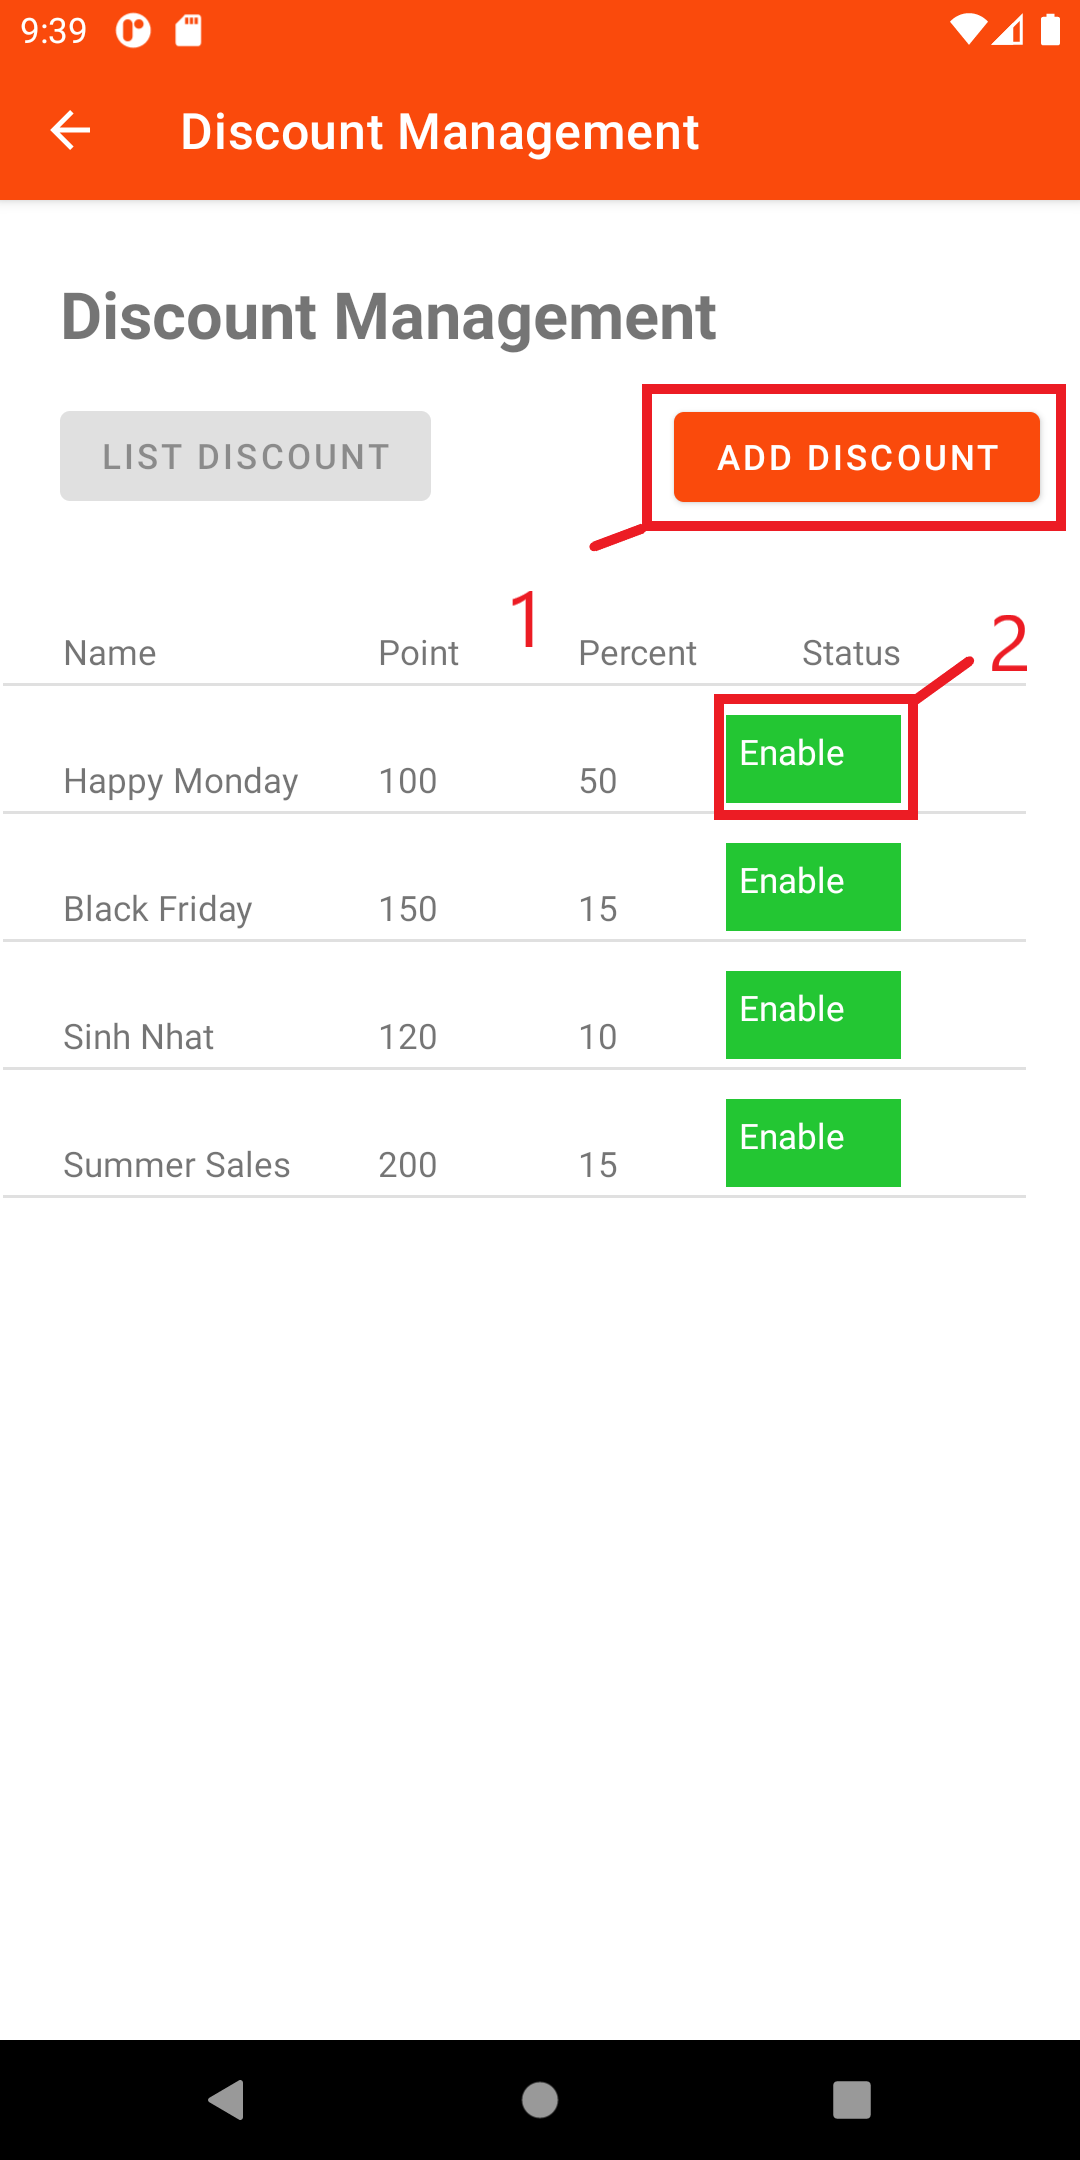 9:39
Discount Management
Discount Management
LIST DISCOUNT ADD DISCOUNT
1
2
Name Point Percent Status
Happy Monday 100 50 Enable
Black Friday 150 15 Enable
Sinh Nhat 120 10 Enable
Summer Sales 200 15 Enable